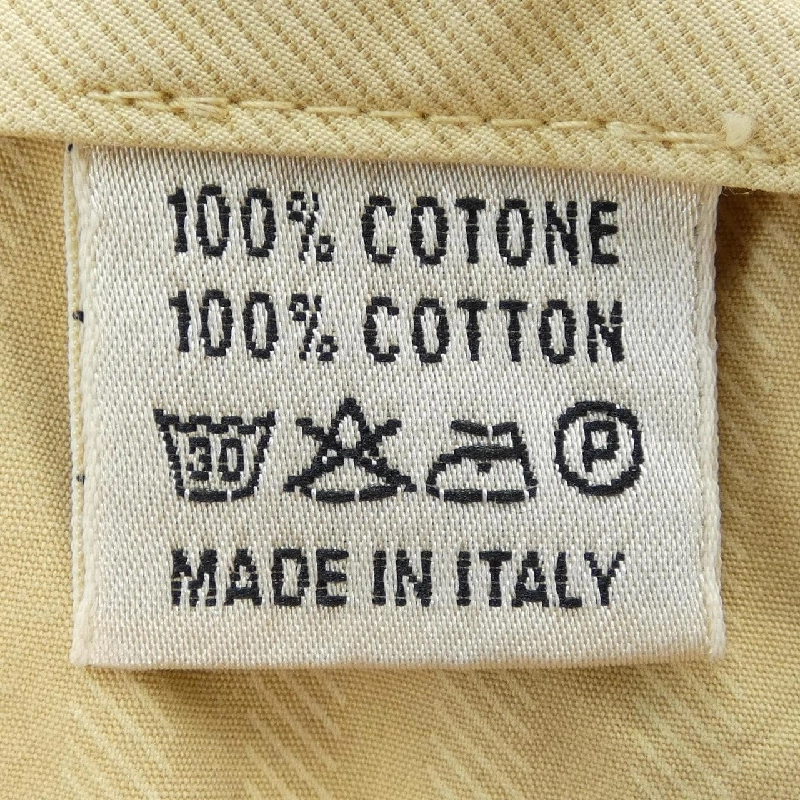 100% COTONE
100% COTTON
30 P
MADE IN ITALY